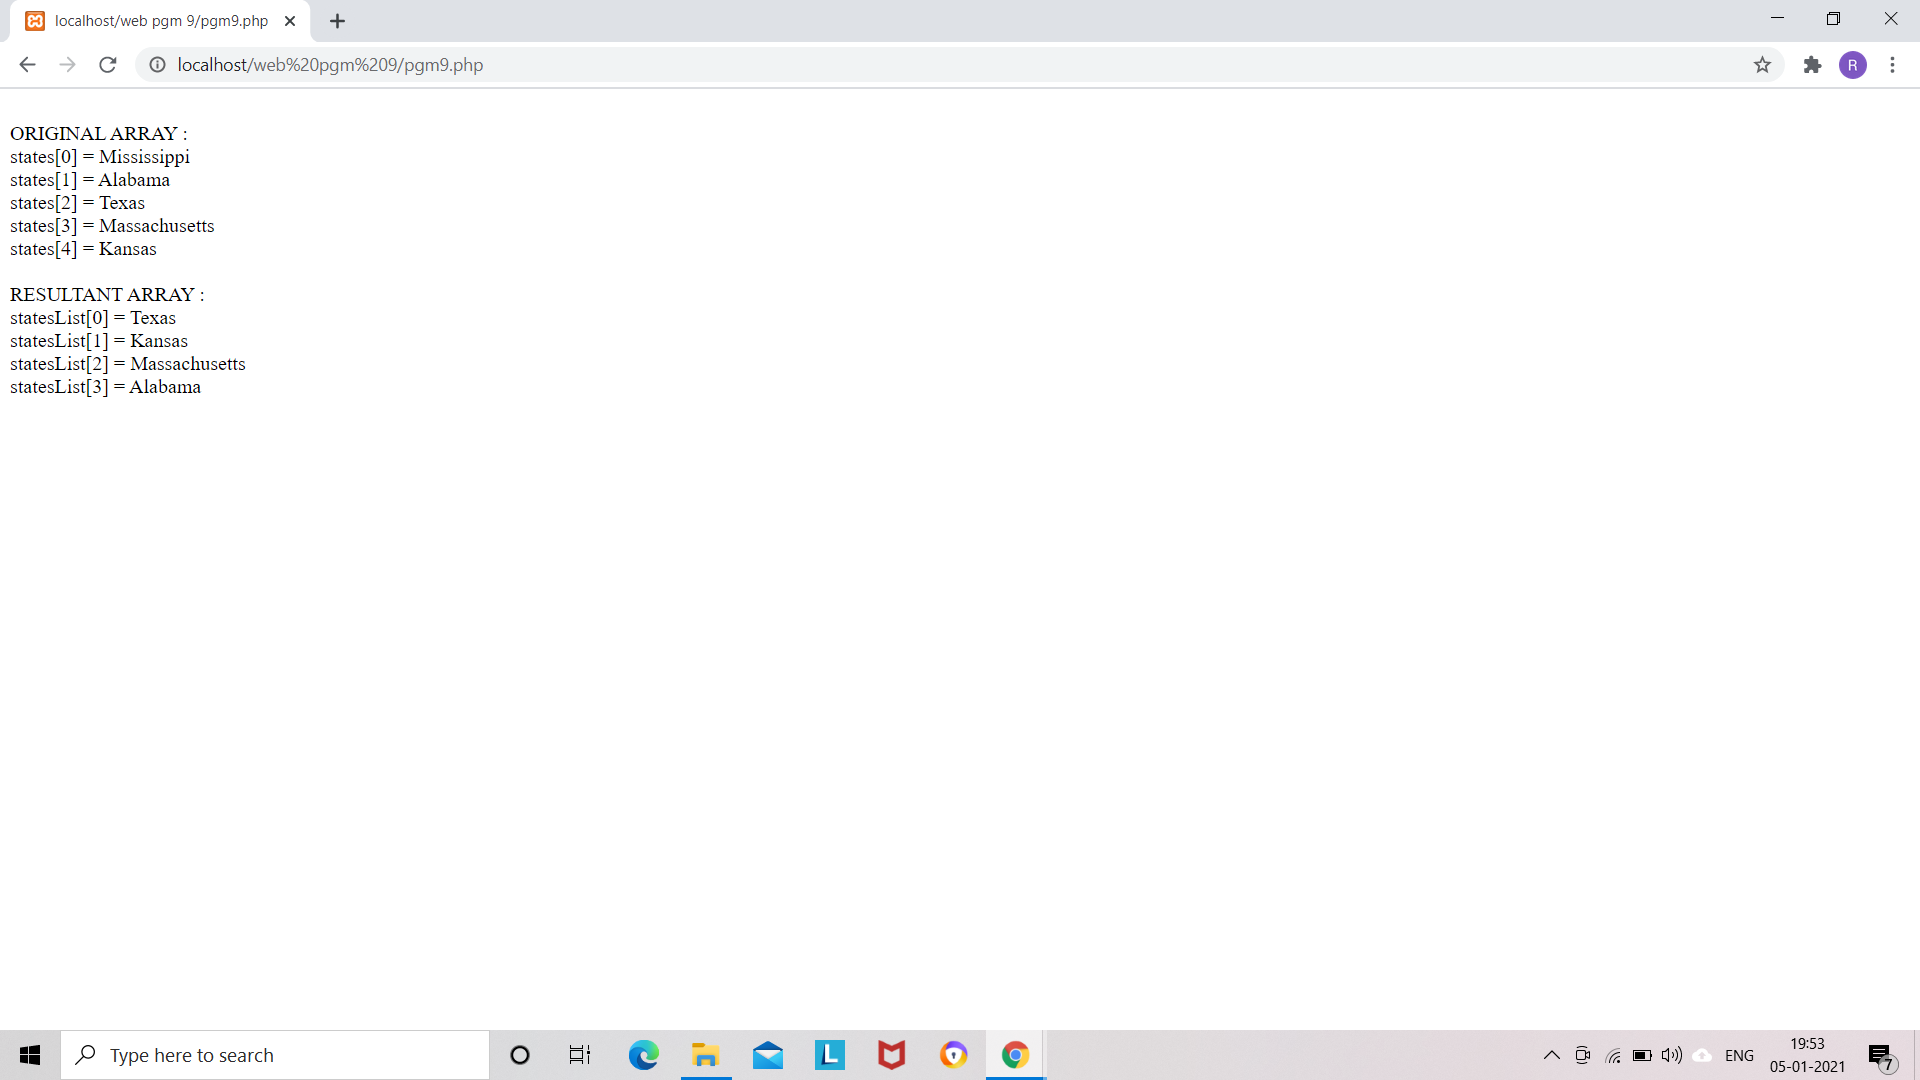 localhost/web pgm 9/pgm9.php
localhost/web%20pgm%209/pgm9.php
R
ORIGINAL ARRAY :
states[0] = Mississippi
states[1] = Alabama
states[2] = Texas
states[3] = Massachusetts
states[4] = Kansas
RESULTANT ARRAY :
statesList[0] = Texas
statesList[1] = Kansas
statesList[2] = Massachusetts
statesList[3] = Alabama
Type here to search
L
ENG
19:53
05-01-2021
7